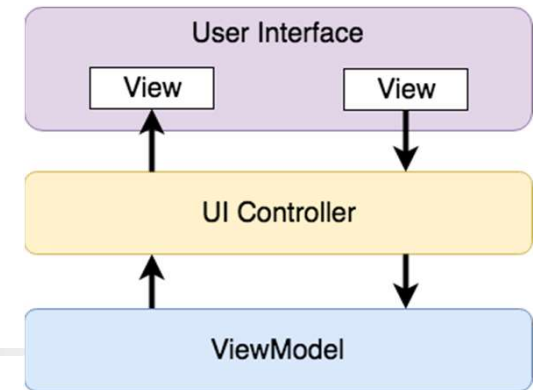 User Interface
View View
UI Controller
ViewModel